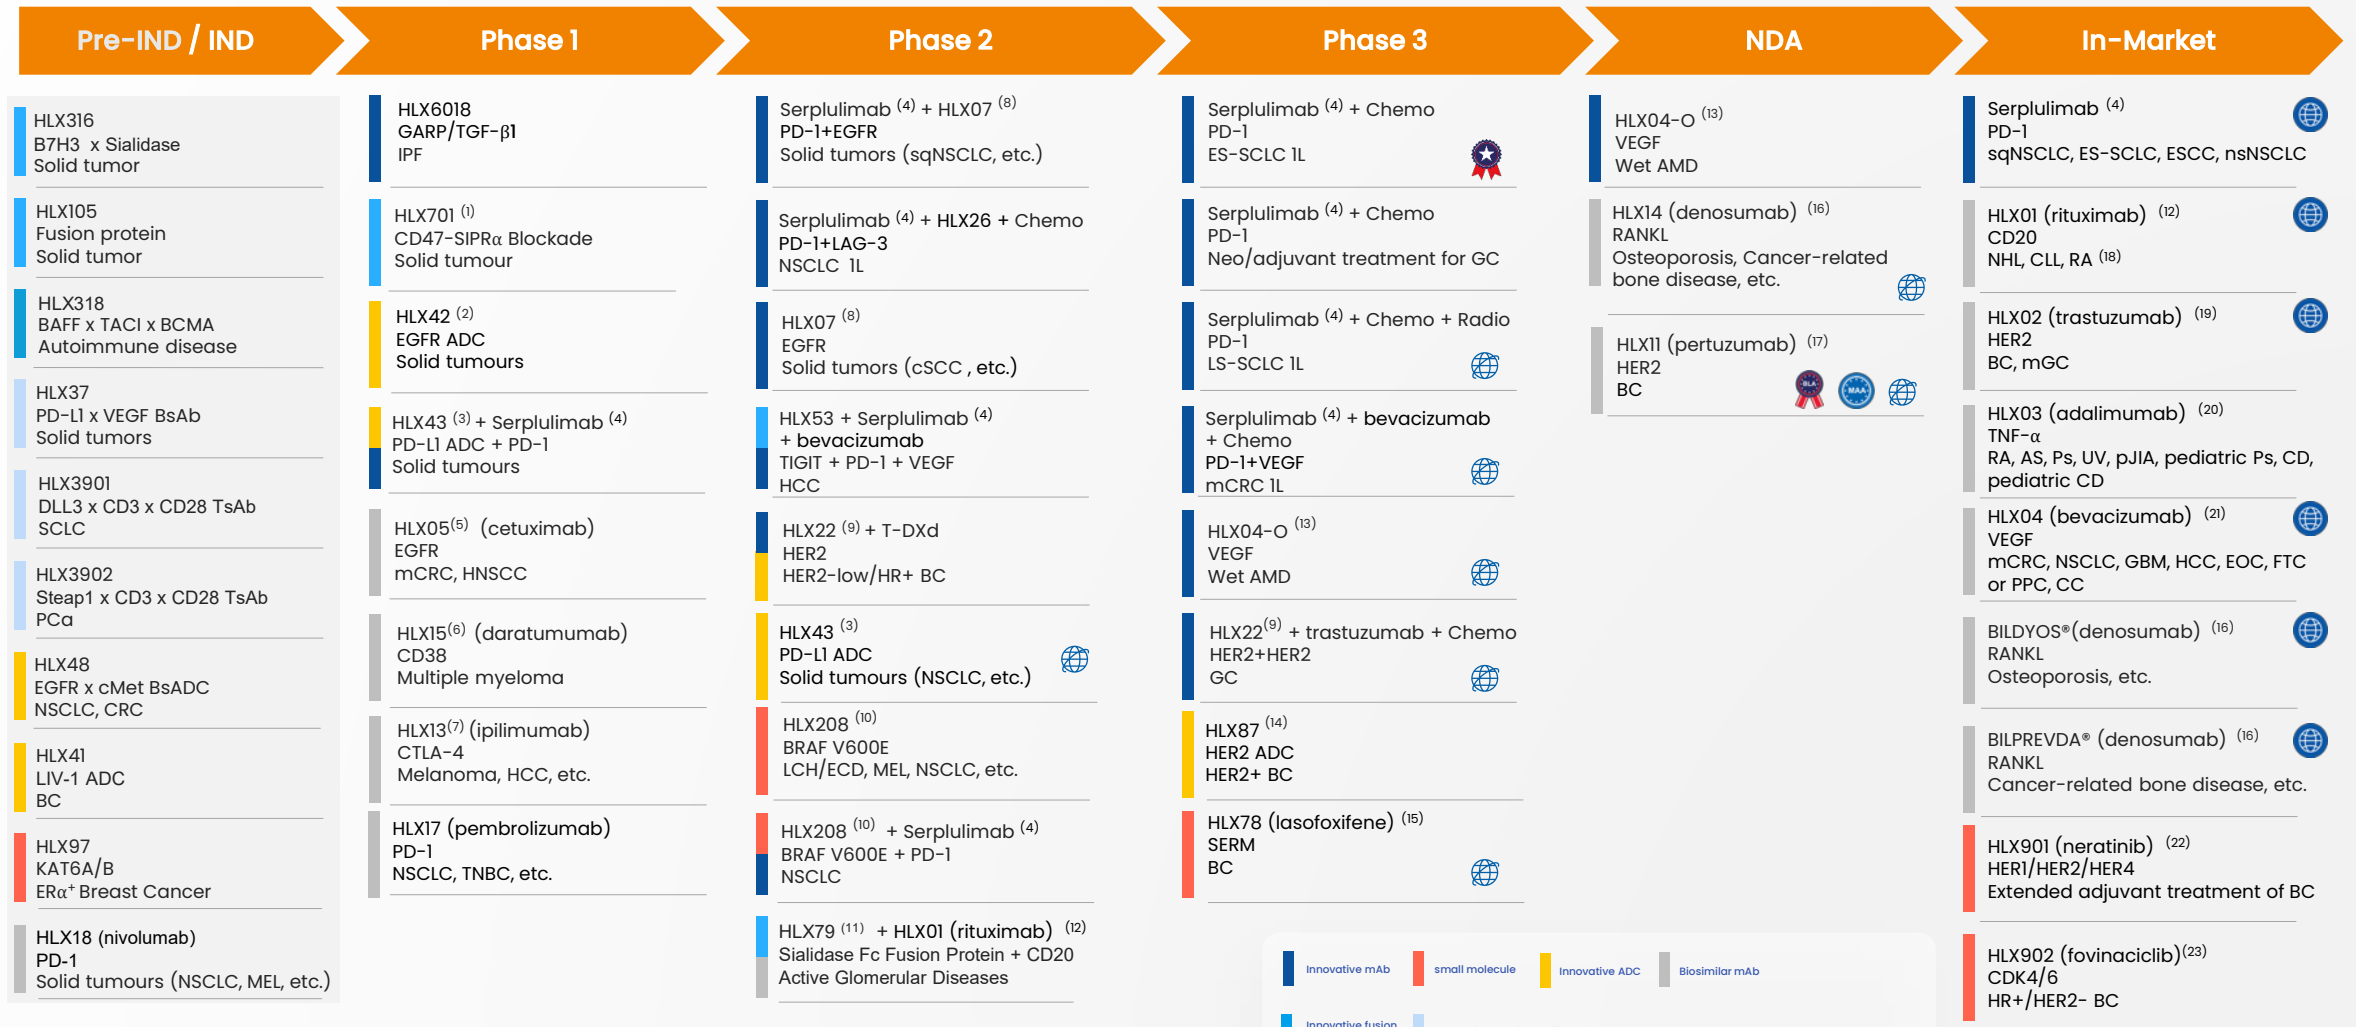 Pre-IND / IND
Phase 1
Phase 2
Phase 3
NDA
In-Market
HLX316
B7H3 x Sialidase
Solid tumor
HLX105
Fusion protein
Solid tumor
HLX318
BAFF x TACI x BCMA
Autoimmune disease
HLX37
PD-L1 x VEGF BsAb
Solid tumors
HLX3901
DLL3 x CD3 x CD28 TsAb
SCLC
HLX3902
Steap1 x CD3 x CD28 TsAb
PCa
HLX48
EGFR x cMet BsADC
NSCLC, CRC
HLX41
LIV-1 ADC
BC
HLX97
KAT6A/B
ERα+ Breast Cancer
HLX18 (nivolumab)
PD-1
Solid tumours (NSCLC, MEL, etc.)
HLX6018
GARP/TGF-β1
IPF
HLX701 (1)
CD47-SIPRα Blockade
Solid tumour
HLX42 (2)
EGFR ADC
Solid tumours
HLX43 (3) + Serplulimab (4)
PD-L1 ADC + PD-1
Solid tumours
HLX05(5) (cetuximab)
EGFR
mCRC, HNSCC
HLX15(6) (daratumumab)
CD38
Multiple myeloma
HLX13(7) (ipilimumab)
CTLA-4
Melanoma, HCC, etc.
HLX17 (pembrolizumab)
PD-1
NSCLC, TNBC, etc.
Serplulimab (4) + HLX07 (8)
PD-1+EGFR
Solid tumors (sqNSCLC, etc.)
Serplulimab (4) + HLX26 + Chemo
PD-1+LAG-3
NSCLC 1L
HLX07 (8)
EGFR
Solid tumors (cSCC , etc.)
HLX53 + Serplulimab (4)
+ bevacizumab
TIGIT + PD-1 + VEGF
HCC
HLX22 (9) + T-DXd
HER2
HER2-low/HR+ BC
HLX43 (3)
PD-L1 ADC
Solid tumours (NSCLC, etc.)
HLX208 (10)
BRAF V600E
LCH/ECD, MEL, NSCLC, etc.
HLX208 (10) + Serplulimab (4)
BRAF V600E + PD-1
NSCLC
HLX79 (11) + HLX01 (rituximab) (12)
Sialidase Fc Fusion Protein + CD20
Active Glomerular Diseases
Serplulimab (4) + Chemo
PD-1
ES-SCLC 1L
Serplulimab (4) + Chemo
PD-1
Neo/adjuvant treatment for GC
Serplulimab (4) + Chemo + Radio
PD-1
LS-SCLC 1L
Serplulimab (4) + bevacizumab
+ Chemo
PD-1+VEGF
mCRC 1L
HLX04-O (13)
VEGF
Wet AMD
HLX22(9) + trastuzumab + Chemo
HER2+HER2
GC
HLX87 (14)
HER2 ADC
HER2+ BC
HLX78 (lasofoxifene) (15)
SERM
BC
HLX04-O (13)
VEGF
Wet AMD
HLX14 (denosumab) (16)
RANKL
Osteoporosis, Cancer-related
bone disease, etc.
HLX11 (pertuzumab) (17)
HER2
BC
BLA
MAA
Serplulimab (4)
PD-1
sqNSCLC, ES-SCLC, ESCC, nsNSCLC
HLX01 (rituximab) (12)
CD20
NHL, CLL, RA (18)
HLX02 (trastuzumab) (19)
HER2
BC, mGC
HLX03 (adalimumab) (20)
TNF-α
RA, AS, Ps, UV, pJIA, pediatric Ps, CD,
pediatric CD
HLX04 (bevacizumab) (21)
VEGF
mCRC, NSCLC, GBM, HCC, EOC, FTC
or PPC, CC
BILDYOS®(denosumab) (16)
RANKL
Osteoporosis, etc.
BILPREVDA® (denosumab) (16)
RANKL
Cancer-related bone disease, etc.
HLX901 (neratinib) (22)
HER1/HER2/HER4
Extended adjuvant treatment of BC
HLX902 (fovinaciclib)(23)
CDK4/6
HR+/HER2- BC
Innovative mAb
small molecule
Innovative ADC
Biosimilar mAb
Innovative fusion